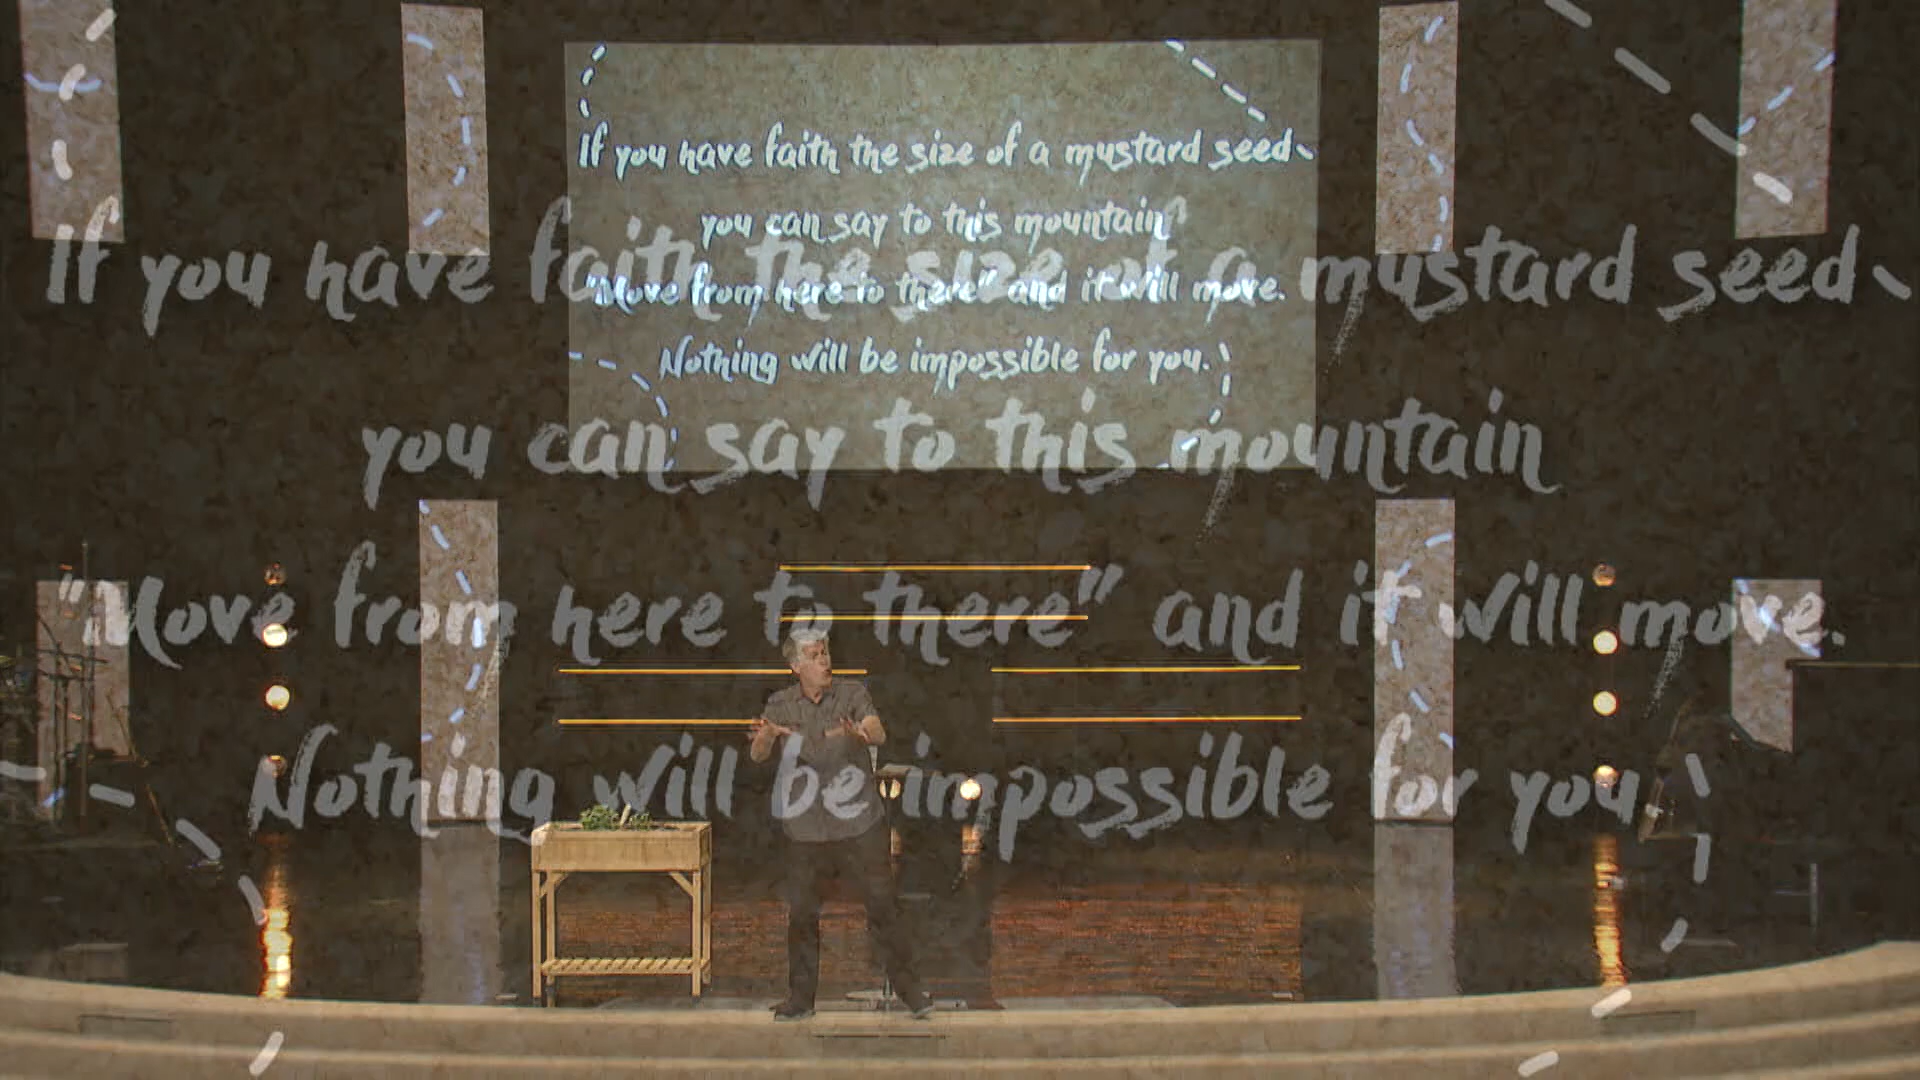 If you have faith the size of a mustard seed
you can say to this mountain
"Move from here to there" and it will move.
Nothing will be impossible for you.
If you have faith the size of a mustard seed
you can say to this mountain
"Move from here to there" and it will move.
Nothing will be impossible for you